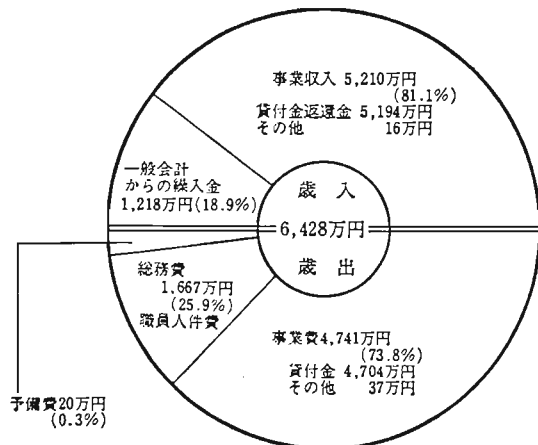 事業収入 5,210万円
(81.1%)
貸付金返還金 5,194万円
その他 16万円
一般会計
からの繰入金
1,218万円(18.9%)
歳入
6,428万円
歳出
総務費
1,667万円
(25.9%)
職員人件費
事業費4,741万円
(73.8%)
貸付金 4,704万円
その他 37万円
予備費20万円
(0.3%)